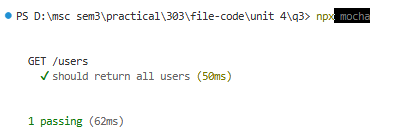 PS D:\msc sem3\practical\303\file-code\unit 4\q3> npx mocha
GET /users
✓ should return all users (50ms)
1 passing (62ms)